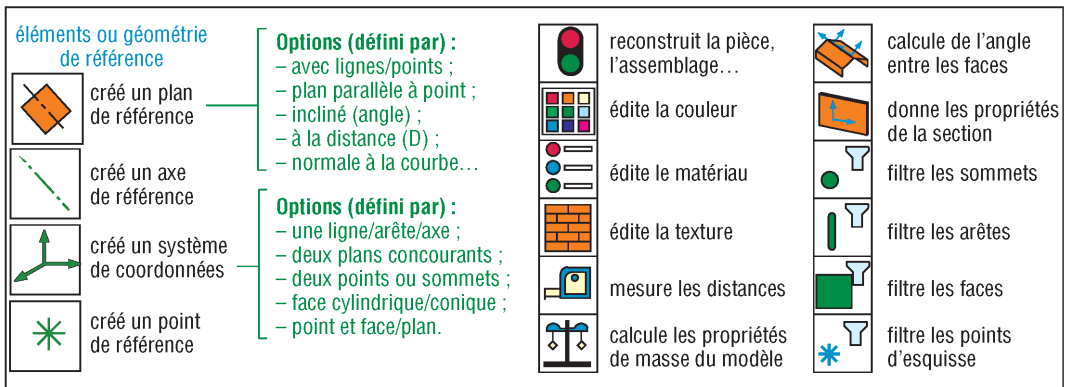 éléments ou géométrie
de référence
créé un plan
de référence
créé un axe
de référence
créé un système
de coordonnées
créé un point
de référence
Options (défini par) :
– avec lignes/points ;
– plan parallèle à point ;
– incliné (angle) ;
– à la distance (D) ;
– normale à la courbe…
Options (défini par) :
– une ligne/arête/axe ;
– deux plans concourants ;
– deux points ou sommets ;
– face cylindrique/conique ;
– point et face/plan.
reconstruit la pièce,
l’assemblage…
édite la couleur
édite le matériau
édite la texture
mesure les distances
calcule les propriétés
de masse du modèle
calcule de l’angle
entre les faces
donne les propriétés
de la section
filtre les sommets
filtre les arêtes
filtre les faces
filtre les points
d’esquisse